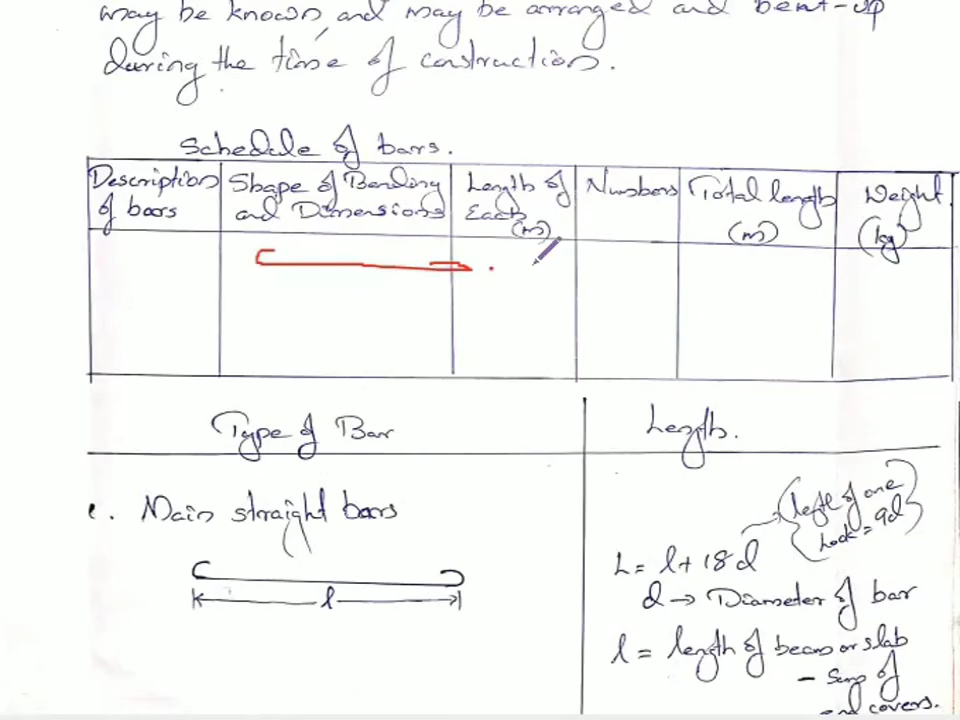 may be known, and may be arranged and bent-up
during the time of construction.
Schedule of bars.
Description of bars
Shape of Bending and Dimensions
Length of Each (m)
Numbers
Total length (m)
Weight (kg)
Type of Bar
Length.
Main straight bars
l
L = l + 18d
length of one hook = 9d
d → Diameter of bar
l = length of beam or slab
- Sum of
end covers.